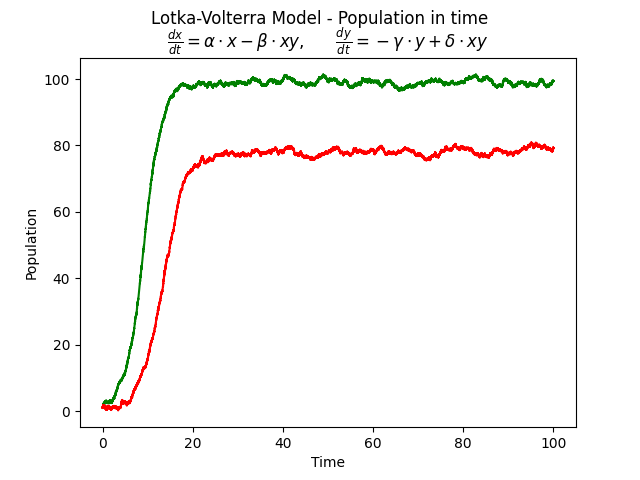 Lotka-Volterra Model - Population in time
dx/dt = α · x − β · xy,    dy/dt = −γ · y + δ · xy
100
80
60
40
20
0
Population
0 20 40 60 80 100
Time